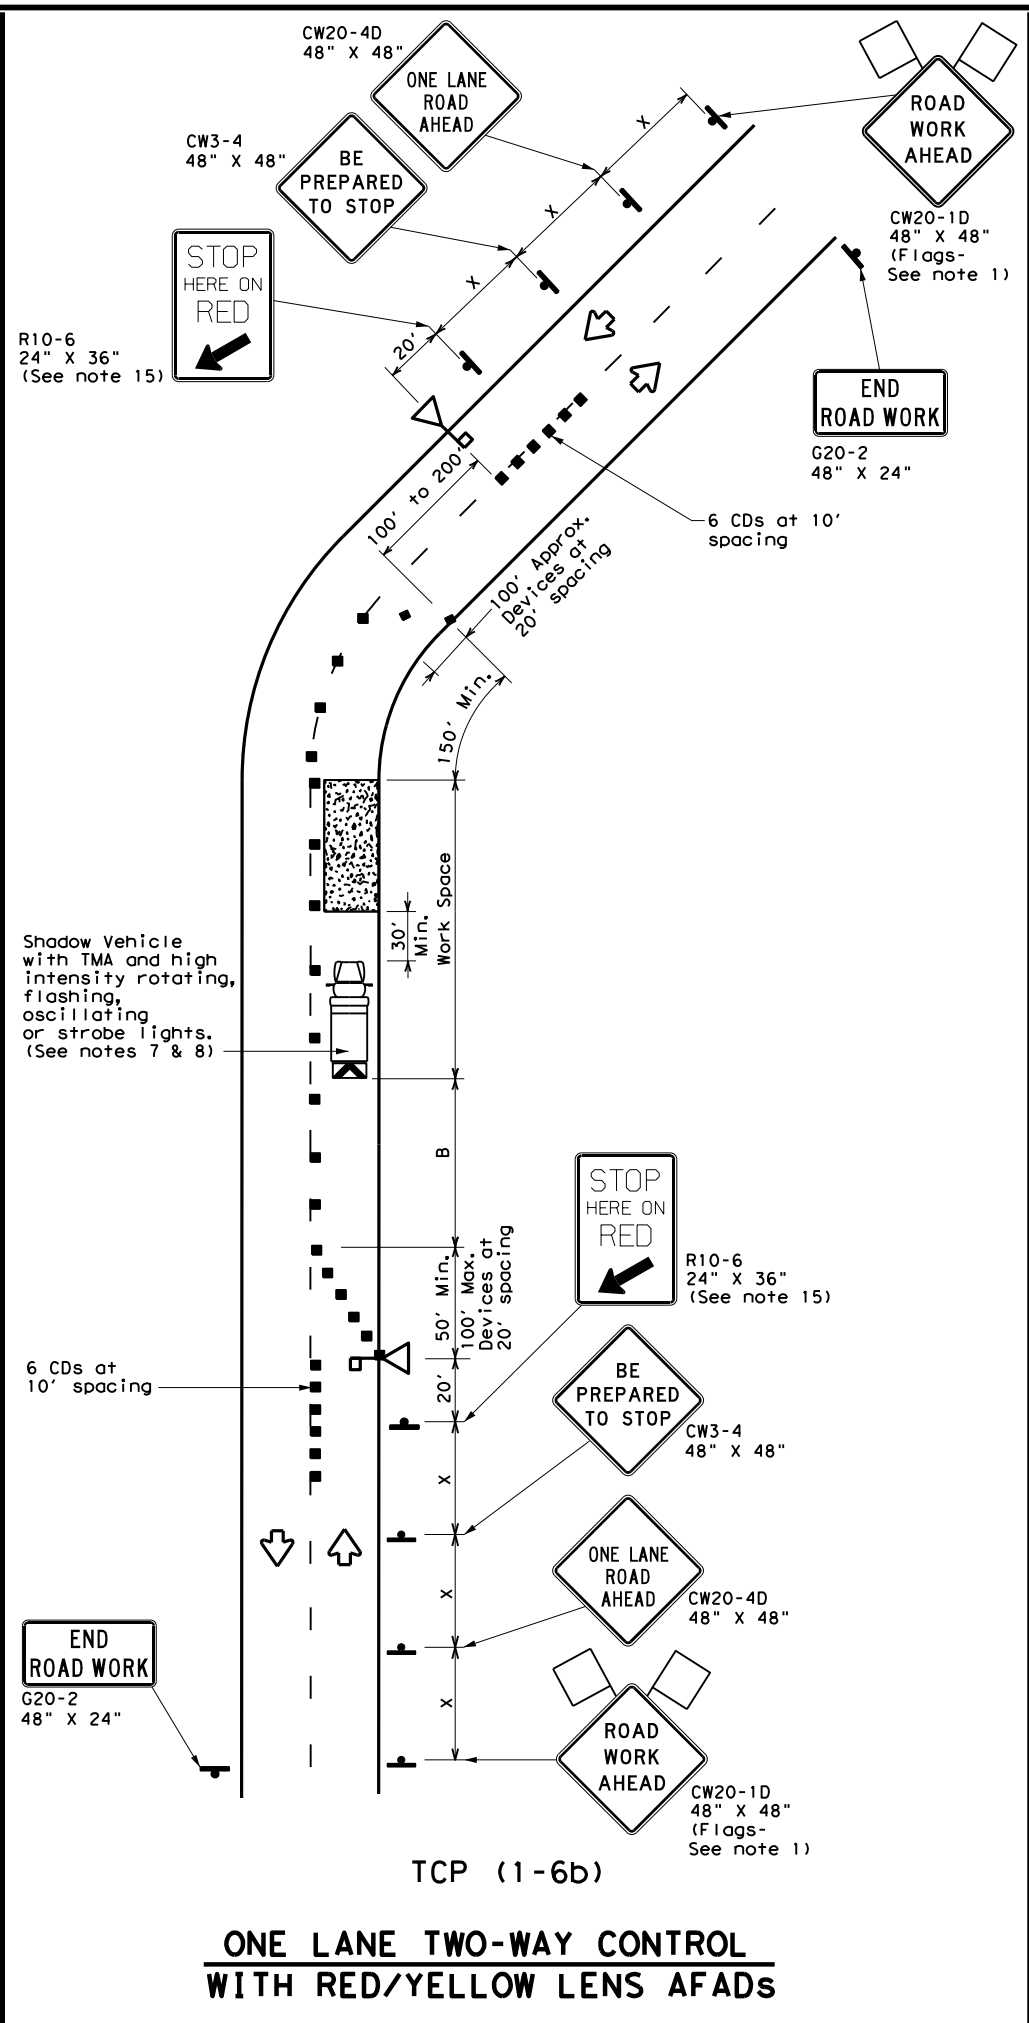 CW20-4D
48" X 48"
ONE LANE
ROAD
AHEAD
ROAD
WORK
AHEAD
CW20-1D
48" X 48"
(Flags-
See note 1)
CW3-4
48" X 48"
BE
PREPARED
TO STOP
X
X
X
20'
STOP
HERE ON
RED
R10-6
24" X 36"
(See note 15)
END
ROAD WORK
G20-2
48" X 24"
6 CDs at 10'
spacing
100' to 200'
100' Approx.
Devices at
20' spacing
150' Min.
Work Space
30'
Min.
Shadow Vehicle
with TMA and high
intensity rotating,
flashing,
oscillating
or strobe lights.
(See notes 7 & 8)
B
50' Min.
100' Max.
Devices at
20' spacing
STOP
HERE ON
RED
R10-6
24" X 36"
(See note 15)
6 CDs at
10' spacing
20'
BE
PREPARED
TO STOP
CW3-4
48" X 48"
X
ONE LANE
ROAD
AHEAD
CW20-4D
48" X 48"
X
END
ROAD WORK
G20-2
48" X 24"
X
ROAD
WORK
AHEAD
CW20-1D
48" X 48"
(Flags-
See note 1)
TCP (1-6b)
ONE LANE TWO-WAY CONTROL
WITH RED/YELLOW LENS AFADs